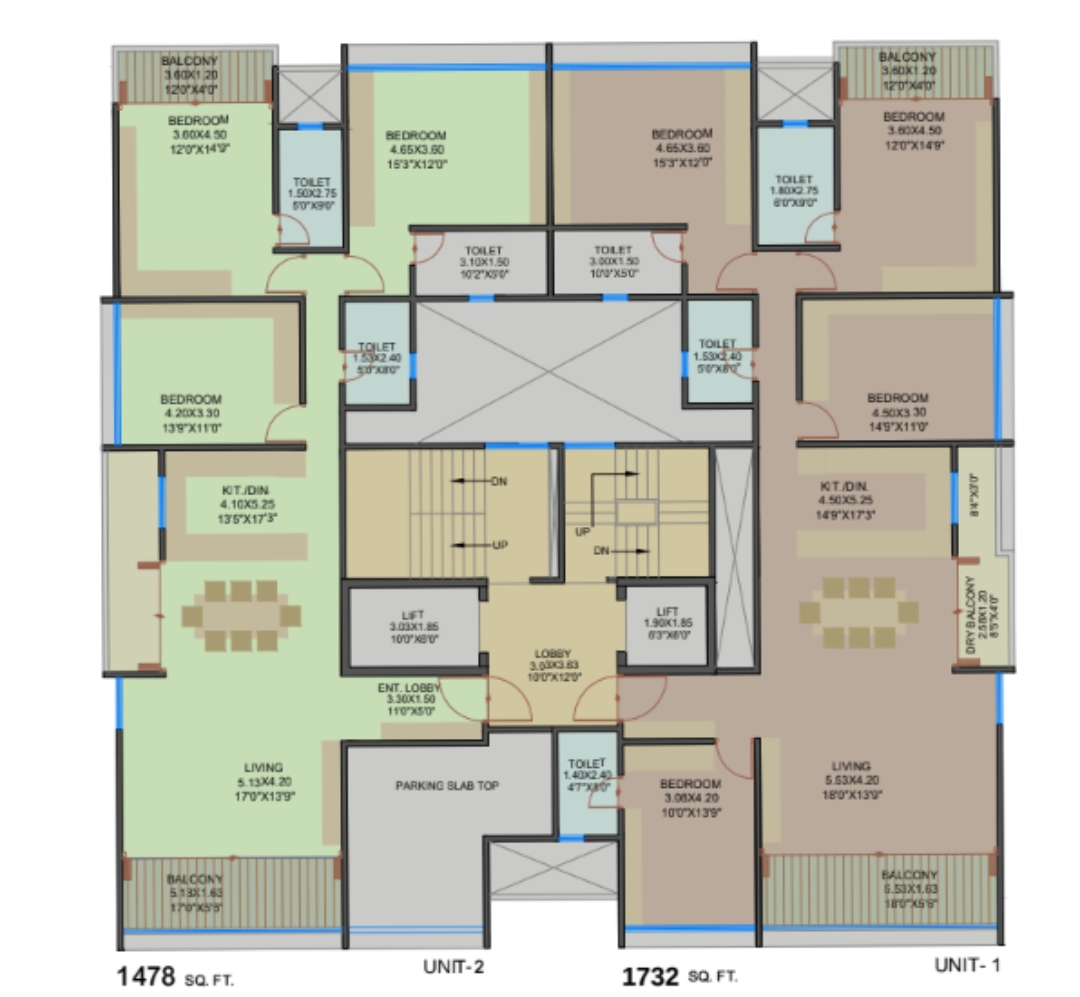 BALCONY
3.60X1.20
12'0"X4'0"
BEDROOM
3.60X4.50
12'0"X14'9"
TOILET
1.50X2.75
5'0"X9'0"
BEDROOM
4.65X3.60
15'3"X12'0"
BEDROOM
4.65X3.60
15'3"X12'0"
TOILET
1.80X2.75
6'0"X9'0"
BALCONY
3.60X1.20
12'0"X4'0"
BEDROOM
3.60X4.50
12'0"X14'9"
TOILET
3.10X1.50
10'2"X5'0"
TOILET
3.00X1.50
10'0"X5'0"
BEDROOM
4.20X3.30
13'9"X11'0"
TOILET
1.53X2.40
5'0"X8'0"
TOILET
1.53X2.40
5'0"X8'0"
BEDROOM
4.50X3.30
14'9"X11'0"
KIT./DIN.
4.10X5.25
13'5"X17'3"
DN
UP
UP
DN
KIT./DIN.
4.50X5.25
14'9"X17'3"
8'4"X3'0"
DRY BALCONY
2.58X1.20
8'5"X4'0"
LIFT
3.03X1.85
10'0"X6'0"
LIFT
1.90X1.85
6'3"X6'0"
LOBBY
3.03X3.63
10'0"X12'0"
ENT. LOBBY
3.30X1.50
11'0"X5'0"
LIVING
5.13X4.20
17'0"X13'9"
PARKING SLAB TOP
TOILET
1.40X2.40
4'7"X8'0"
BEDROOM
3.08X4.20
10'0"X13'9"
LIVING
5.53X4.20
18'0"X13'9"
BALCONY
5.13X1.63
17'0"X5'5"
BALCONY
5.53X1.63
18'0"X5'6"
1478 SQ. FT.
UNIT-2
1732 SQ. FT.
UNIT- 1